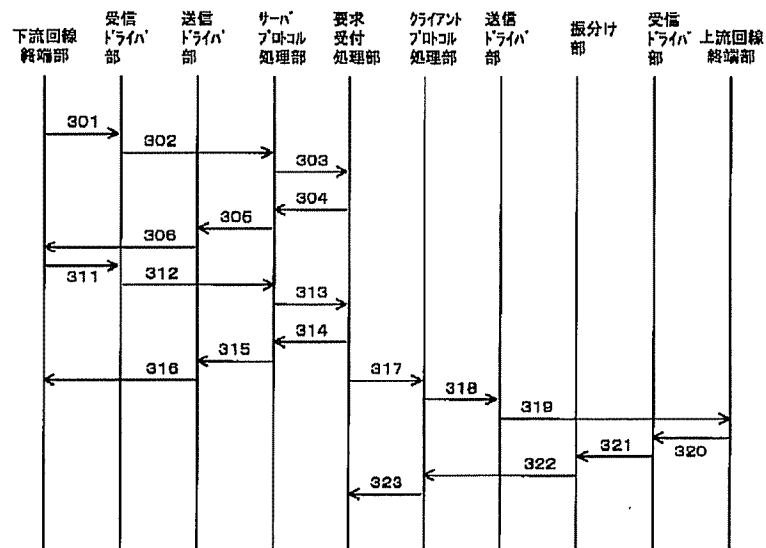 下流回線
終端部
受信
ドライバ
部
送信
ドライバ
部
サーバ
プロトコル
処理部
要求
受付
処理部
クライアント
プロトコル
処理部
送信
ドライバ
部
振分け
部
受信
ドライバ
部
上流回線
終端部
301
302
303
304
305
306
311
312
313
314
315
316
317
318
319
320
321
322
323